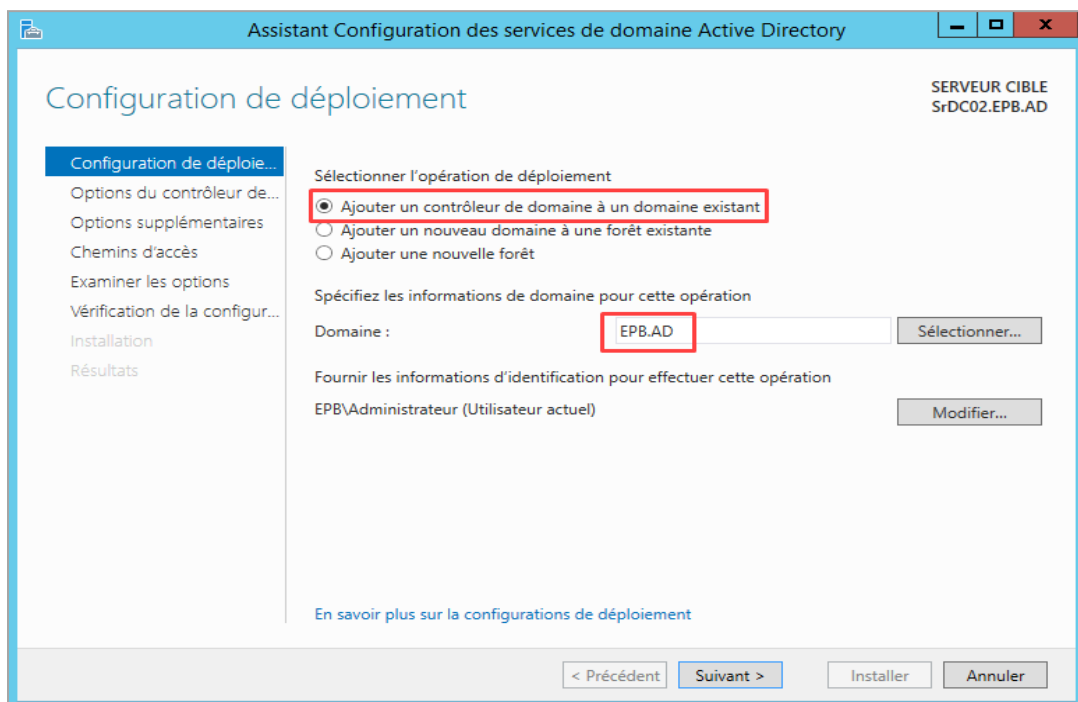 Assistant Configuration des services de domaine Active Directory
Configuration de déploiement
SERVEUR CIBLE
SrDC02.EPB.AD
Configuration de déploie...
Options du contrôleur de...
Options supplémentaires
Chemins d'accès
Examiner les options
Vérification de la configur...
Installation
Résultats
Sélectionner l'opération de déploiement
Ajouter un contrôleur de domaine à un domaine existant
Ajouter un nouveau domaine à une forêt existante
Ajouter une nouvelle forêt
Spécifiez les informations de domaine pour cette opération
Domaine : EPB.AD Sélectionner...
Fournir les informations d'identification pour effectuer cette opération
EPB\Administrateur (Utilisateur actuel) Modifier...
En savoir plus sur la configurations de déploiement
< Précédent Suivant > Installer Annuler